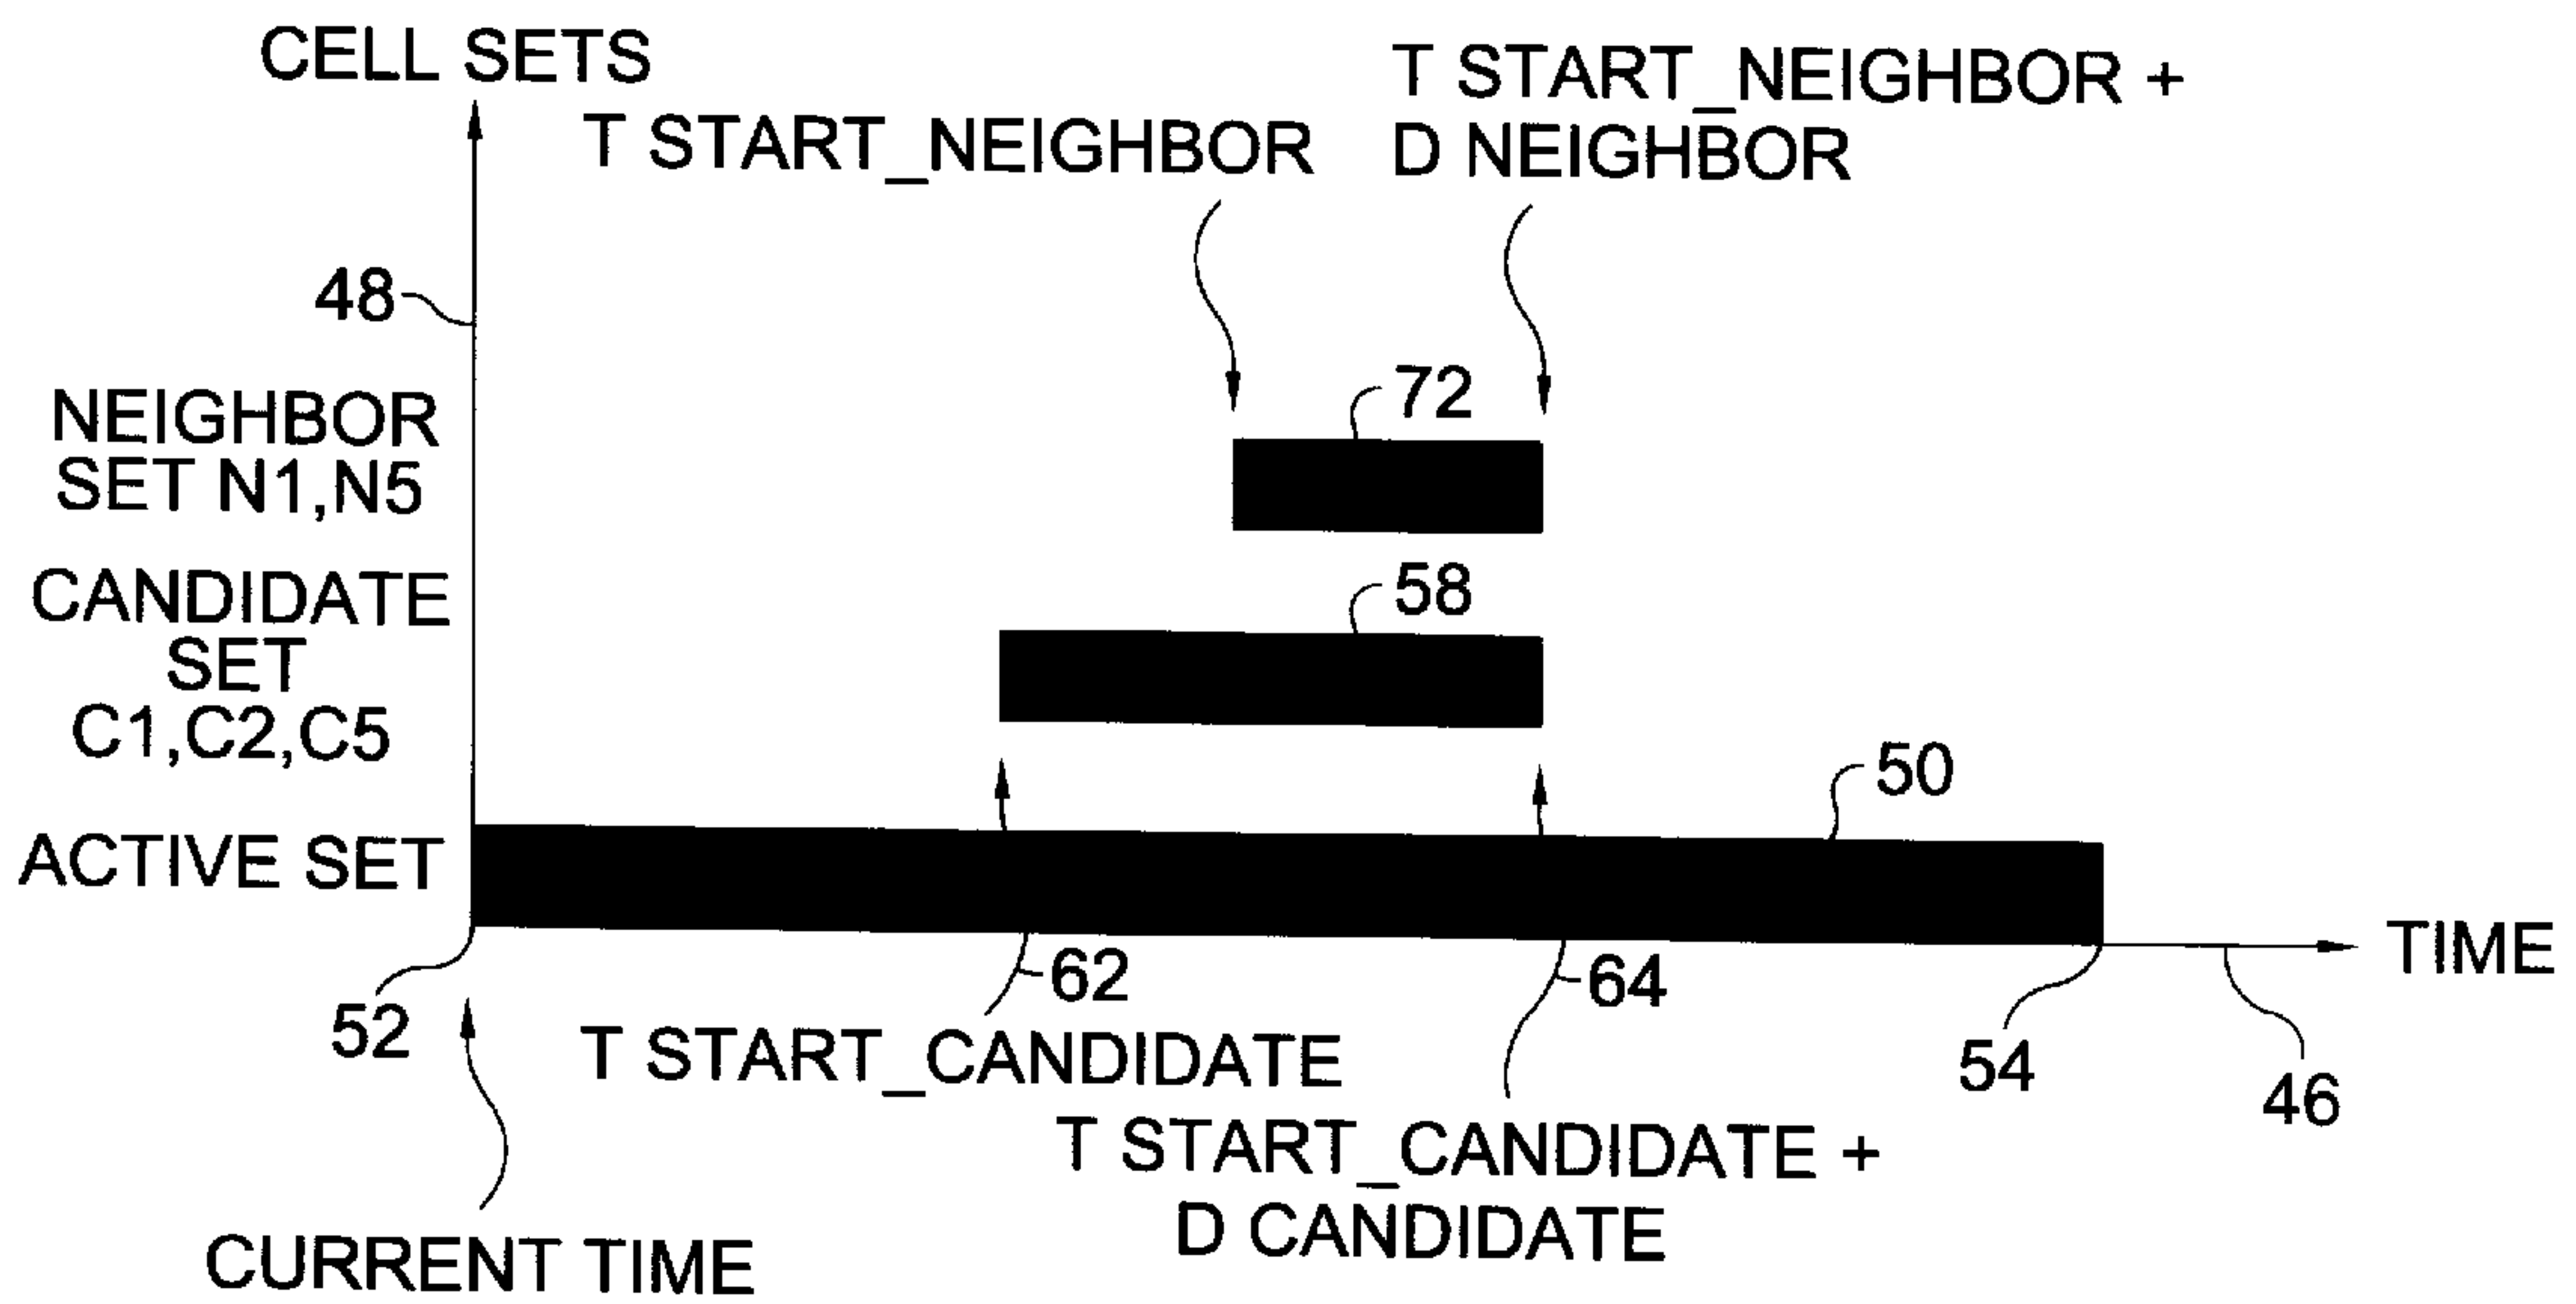 CELL SETS
T START_NEIGHBOR
T START_NEIGHBOR +
D NEIGHBOR
48
NEIGHBOR
SET N1,N5
72
CANDIDATE
SET
C1,C2,C5
58
50
ACTIVE SET
TIME
52
62
64
54
46
T START_CANDIDATE
T START_CANDIDATE +
D CANDIDATE
CURRENT TIME